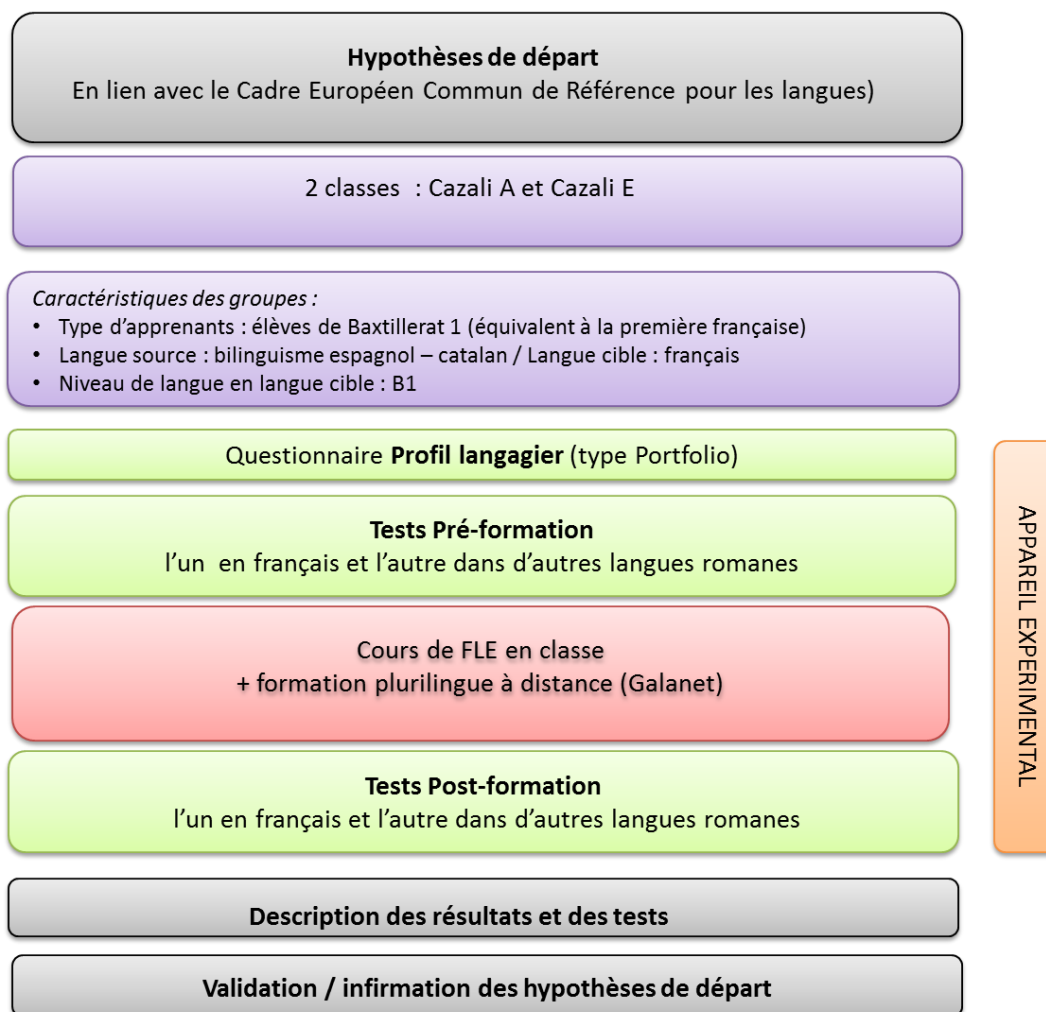 Hypothèses de départ
En lien avec le Cadre Européen Commun de Référence pour les langues)
2 classes : Cazali A et Cazali E
Caractéristiques des groupes :
• Type d'apprenants : élèves de Baxtillerat 1 (équivalent à la première française)
• Langue source : bilinguisme espagnol – catalan / Langue cible : français
• Niveau de langue en langue cible : B1
Questionnaire Profil langagier (type Portfolio)
Tests Pré-formation
l'un en français et l'autre dans d'autres langues romanes
Cours de FLE en classe
+ formation plurilingue à distance (Galanet)
Tests Post-formation
l'un en français et l'autre dans d'autres langues romanes
APPAREIL EXPERIMENTAL
Description des résultats et des tests
Validation / infirmation des hypothèses de départ